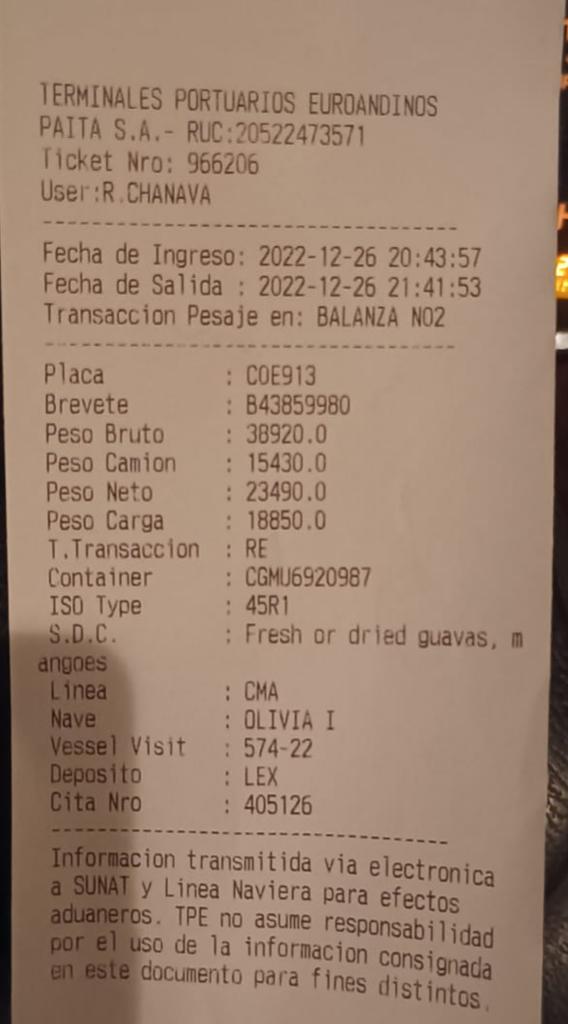 TERMINALES PORTUARIOS EUROANDINOS
PAITA S.A.- RUC:20522473571
Ticket Nro: 966206
User:R.CHANAVA
-----------------------------------
Fecha de Ingreso: 2022-12-26 20:43:57
Fecha de Salida : 2022-12-26 21:41:53
Transaccion Pesaje en: BALANZA NO2
-----------------------------------
Placa : COE913
Brevete : B43859980
Peso Bruto : 38920.0
Peso Camion : 15430.0
Peso Neto : 23490.0
Peso Carga : 18850.0
T.Transaccion : RE
Container : CGMU6920987
ISO Type : 45R1
S.D.C. : Fresh or dried guavas, m
angoes
Linea : CMA
Nave : OLIVIA I
Vessel Visit : 574-22
Deposito : LEX
Cita Nro : 405126
-----------------------------------
Informacion transmitida via electronica
a SUNAT y Linea Naviera para efectos
aduaneros. TPE no asume responsabilidad
por el uso de la informacion consignada
en este documento para fines distintos.